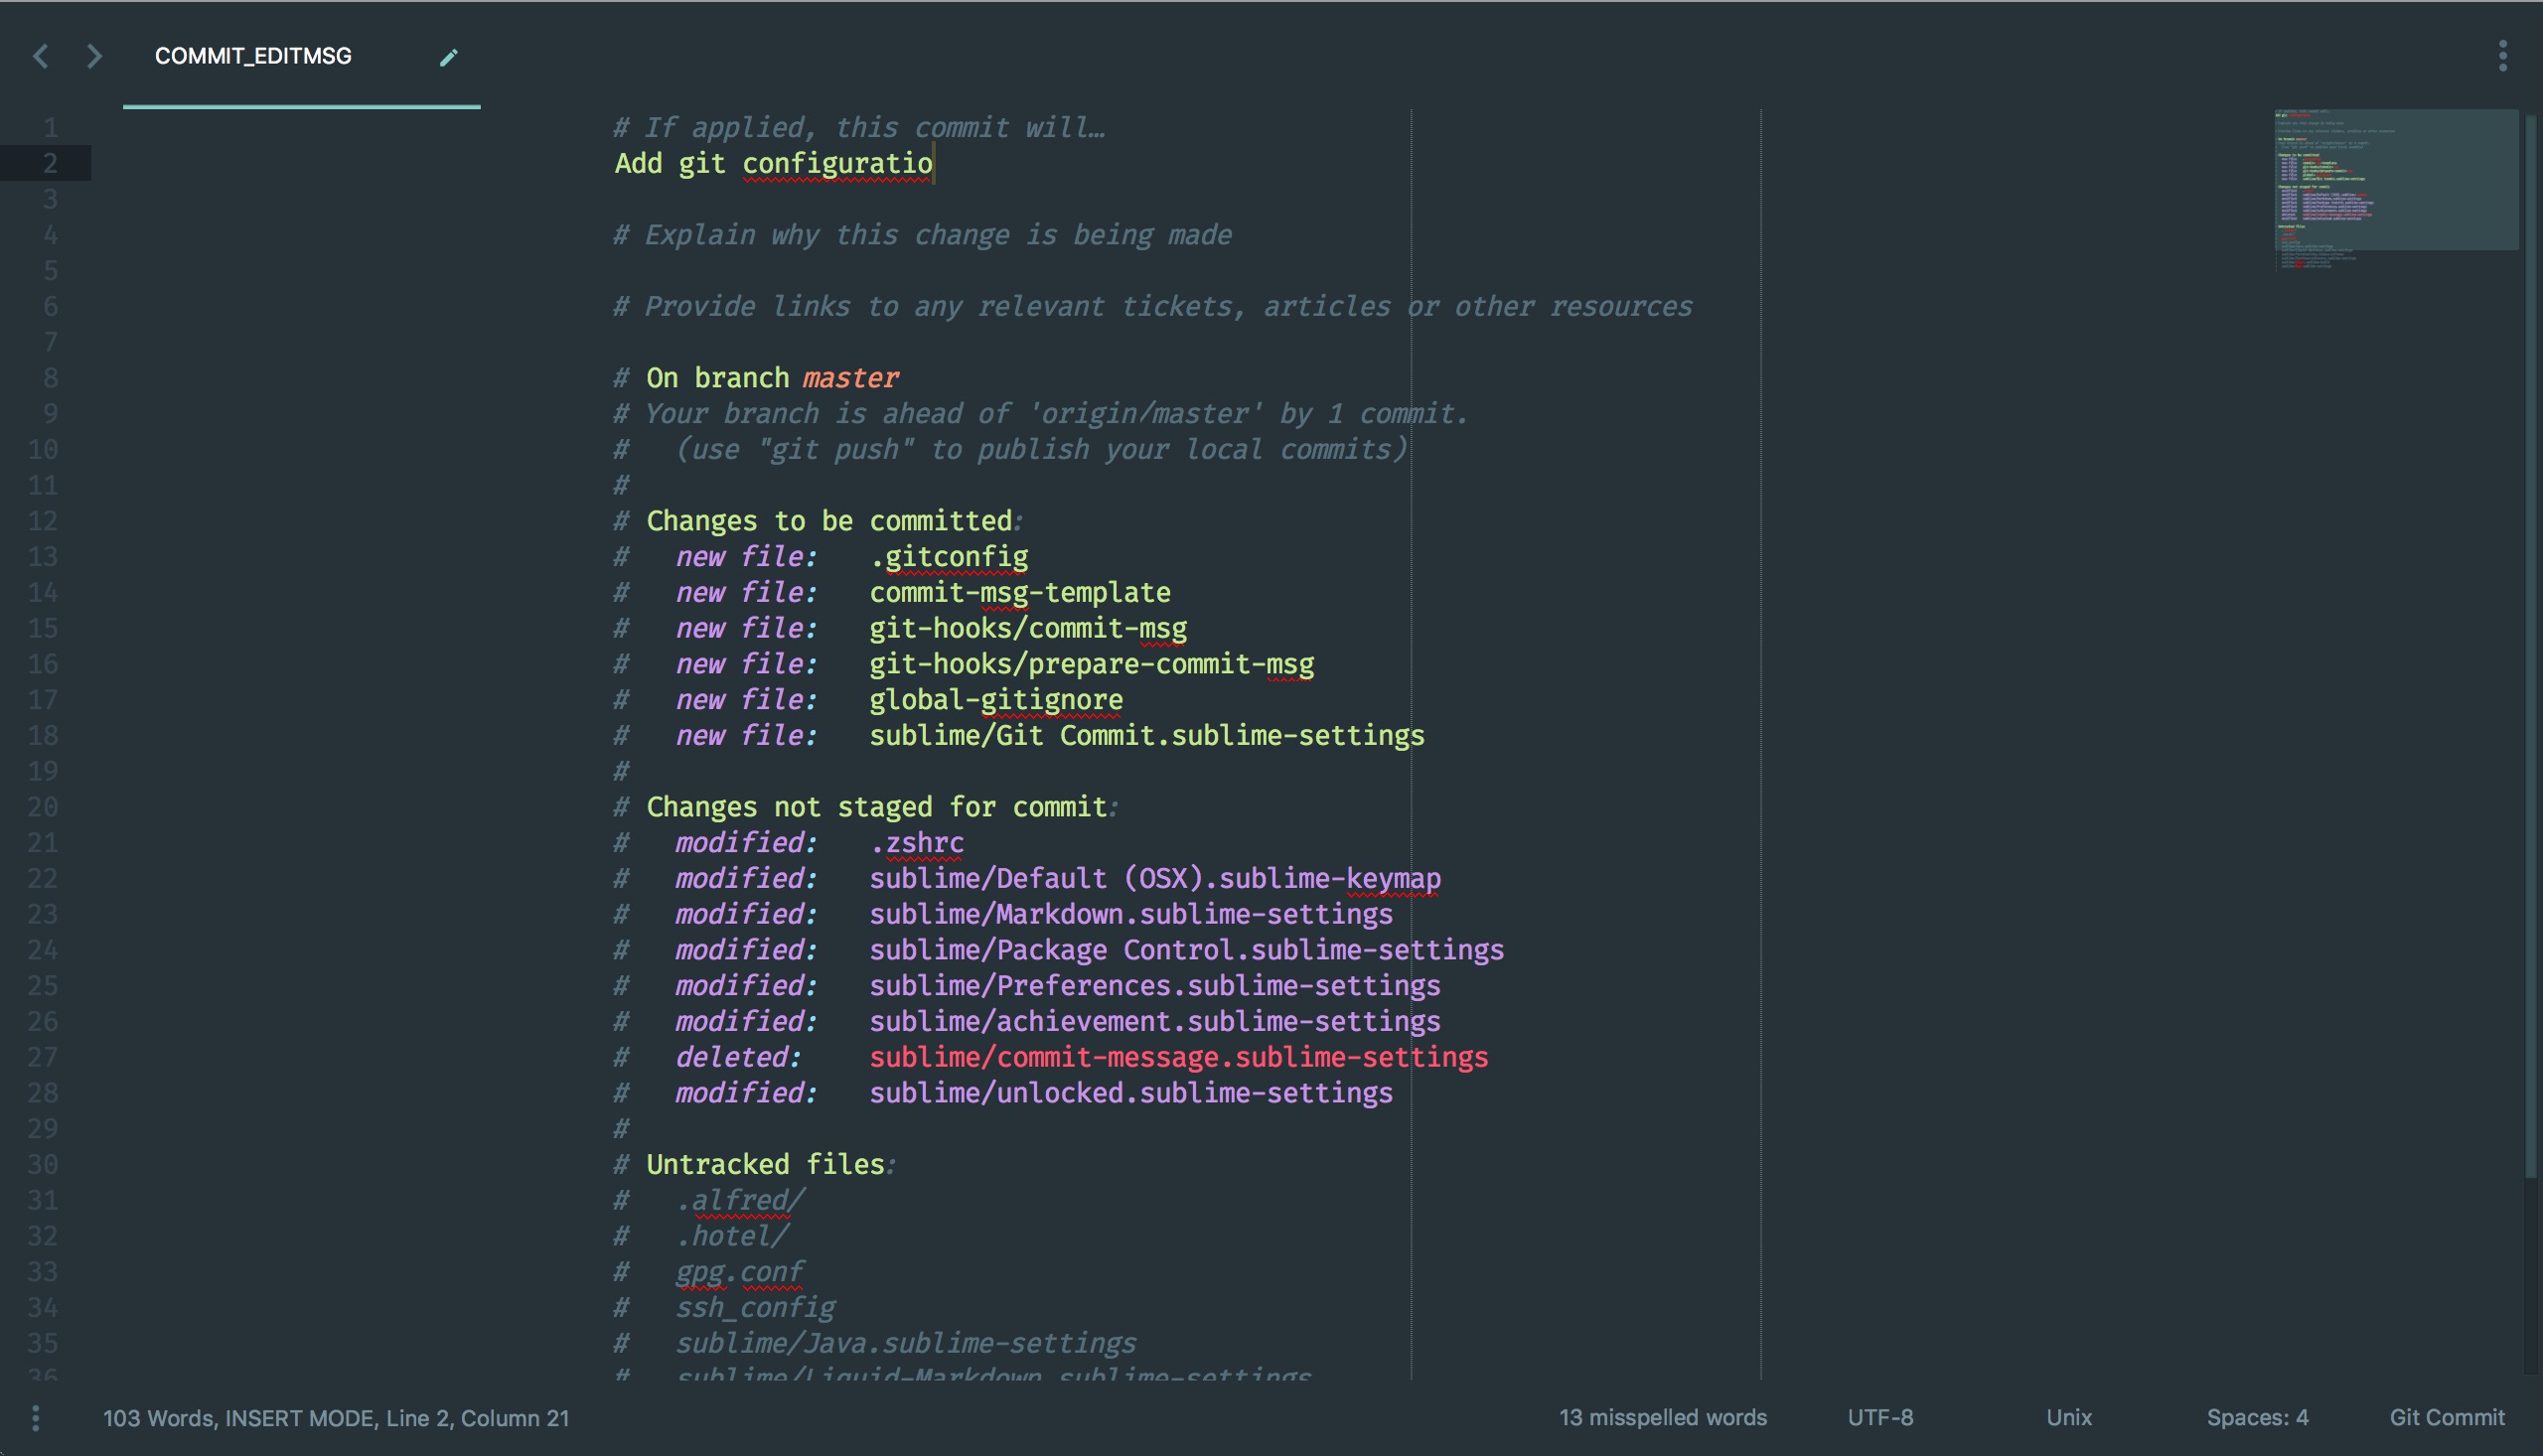 COMMIT_EDITMSG
1 # If applied, this commit will…
2 Add git configuratio
3
4 # Explain why this change is being made
5
6 # Provide links to any relevant tickets, articles or other resources
7
8 # On branch master
9 # Your branch is ahead of 'origin/master' by 1 commit.
10 #   (use "git push" to publish your local commits)
11 #
12 # Changes to be committed:
13 #   new file:   .gitconfig
14 #   new file:   commit-msg-template
15 #   new file:   git-hooks/commit-msg
16 #   new file:   git-hooks/prepare-commit-msg
17 #   new file:   global-gitignore
18 #   new file:   sublime/Git Commit.sublime-settings
19 #
20 # Changes not staged for commit:
21 #   modified:   .zshrc
22 #   modified:   sublime/Default (OSX).sublime-keymap
23 #   modified:   sublime/Markdown.sublime-settings
24 #   modified:   sublime/Package Control.sublime-settings
25 #   modified:   sublime/Preferences.sublime-settings
26 #   modified:   sublime/achievement.sublime-settings
27 #   deleted:    sublime/commit-message.sublime-settings
28 #   modified:   sublime/unlocked.sublime-settings
29 #
30 # Untracked files:
31 #   .alfred/
32 #   .hotel/
33 #   gpg.conf
34 #   ssh_config
35 #   sublime/Java.sublime-settings
36 #   sublime/Liquid-Markdown.sublime-settings
103 Words, INSERT MODE, Line 2, Column 21 13 misspelled words UTF-8 Unix Spaces: 4 Git Commit